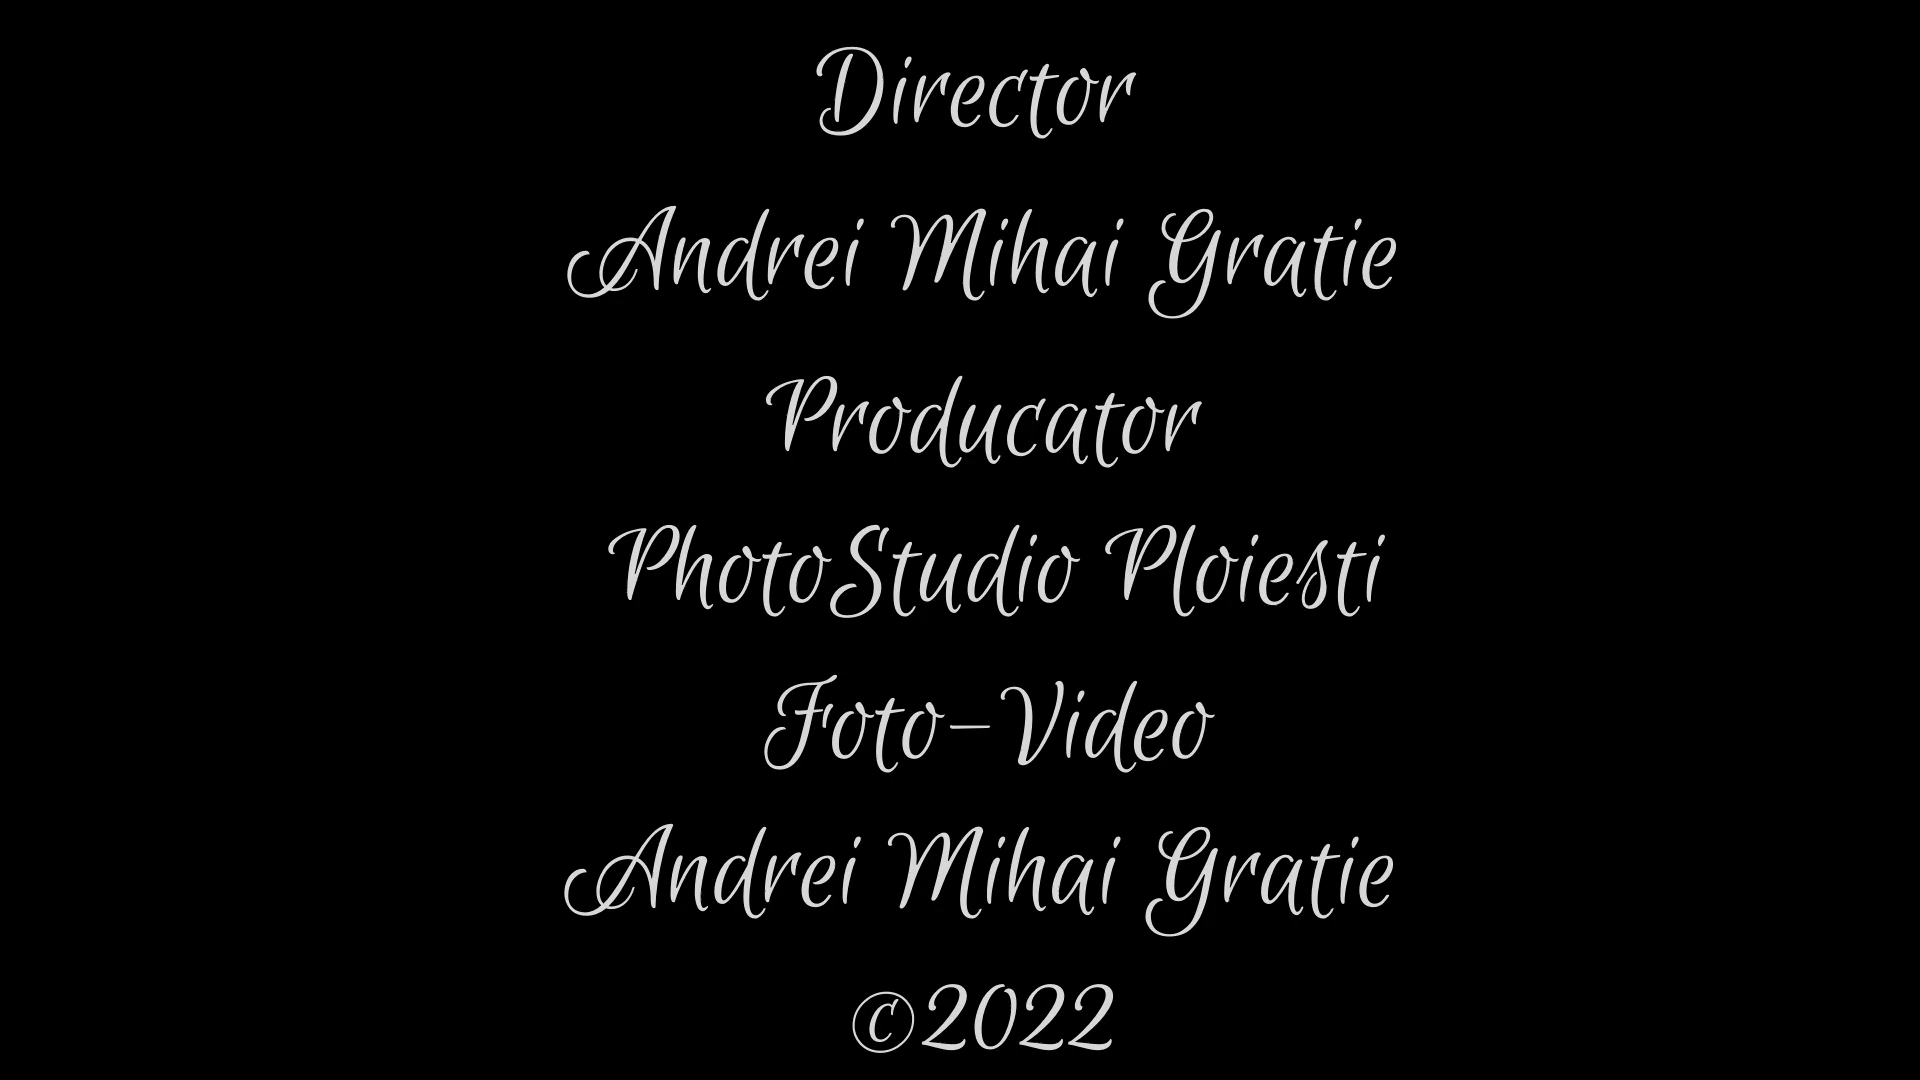 Director
Andrei Mihai Gratie
Producator
PhotoStudio Ploiesti
Foto-Video
Andrei Mihai Gratie
©2022